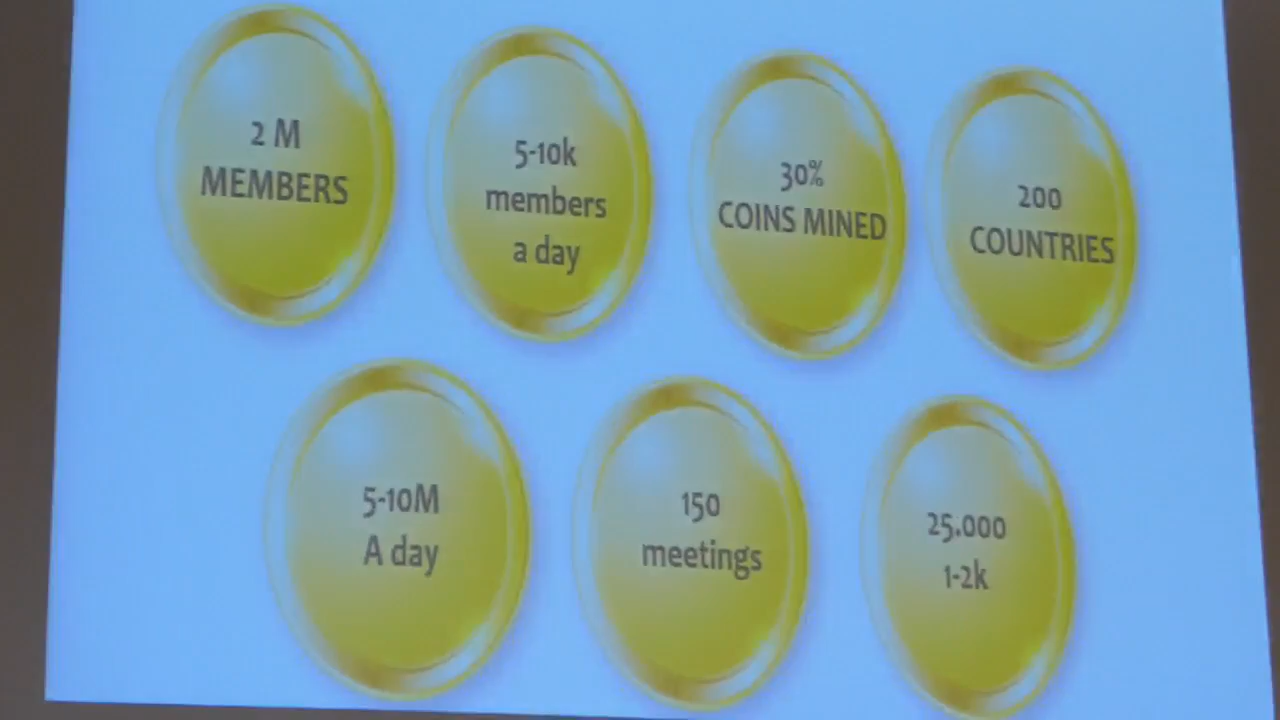 2 M
MEMBERS
5-10k
members
a day
30%
COINS MINED
200
COUNTRIES
5-10M
A day
150
meetings
25.000
1-2k